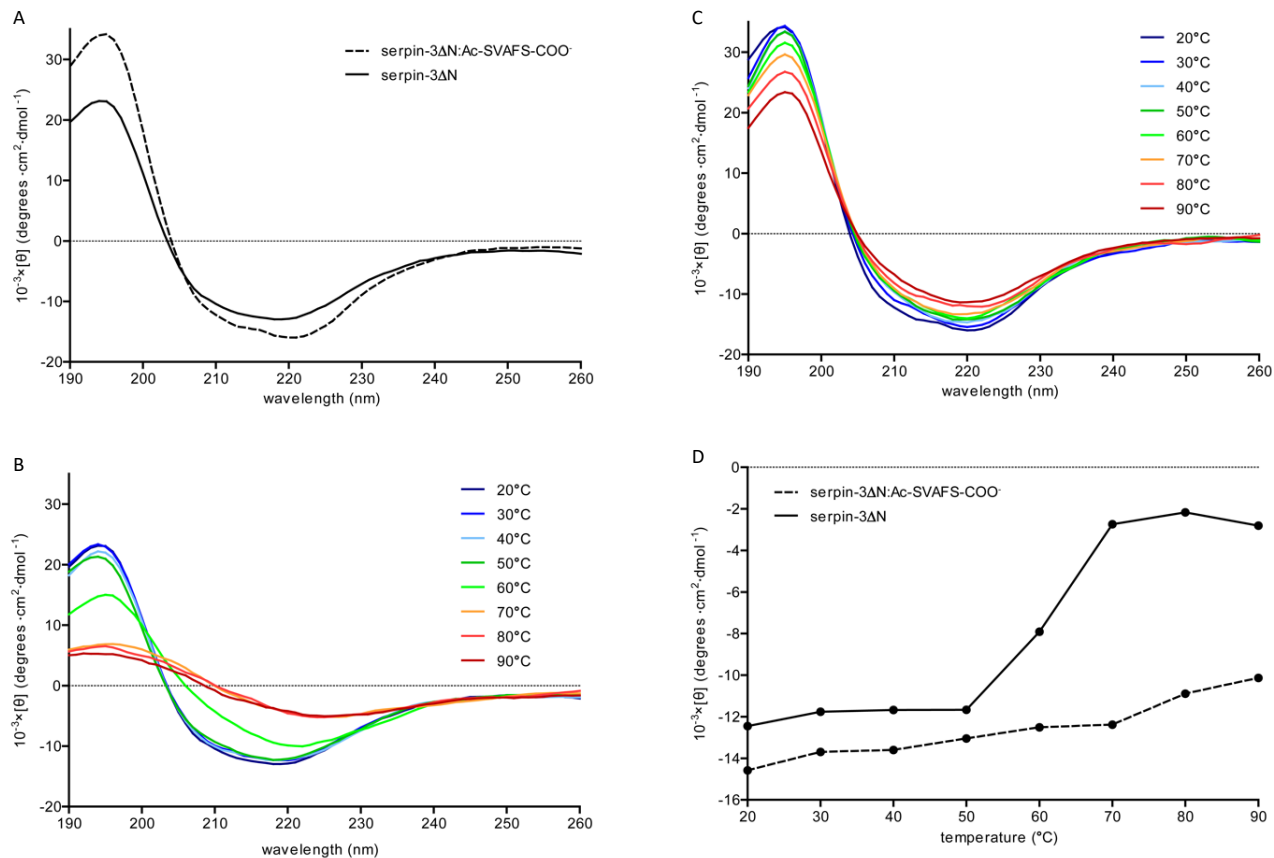 A
30
20
10
0
-10
-20
10⁻³×[θ] (degrees ·cm²·dmol⁻¹)
190 200 210 220 230 240 250 260
wavelength (nm)
serpin-3ΔN:Ac-SVAFS-COO⁻
serpin-3ΔN
C
30
20
10
0
-10
-20
10⁻³×[θ] (degrees ·cm²·dmol⁻¹)
190 200 210 220 230 240 250 260
wavelength (nm)
20°C
30°C
40°C
50°C
60°C
70°C
80°C
90°C
B
30
20
10
0
-10
-20
10⁻³×[θ] (degrees ·cm²·dmol⁻¹)
190 200 210 220 230 240 250 260
wavelength (nm)
20°C
30°C
40°C
50°C
60°C
70°C
80°C
90°C
D
0
-2
-4
-6
-8
-10
-12
-14
-16
10⁻³×[θ] (degrees ·cm²·dmol⁻¹)
20 30 40 50 60 70 80 90
temperature (°C)
serpin-3ΔN:Ac-SVAFS-COO⁻
serpin-3ΔN